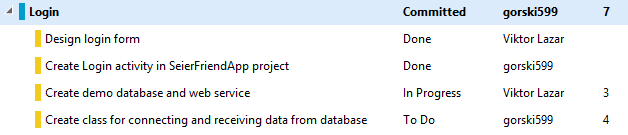 Login Committed gorski599 7
Design login form Done Viktor Lazar
Create Login activity in SeierFriendApp project Done gorski599
Create demo database and web service In Progress Viktor Lazar 3
Create class for connecting and receiving data from database To Do gorski599 4